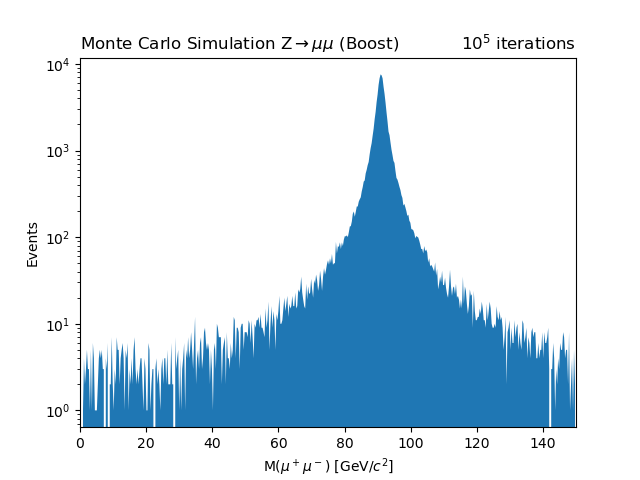 Monte Carlo Simulation Z→μμ (Boost) 10⁵ iterations
10⁴
10³
10²
10¹
10⁰
Events
0 20 40 60 80 100 120 140
M(μ⁺μ⁻) [GeV/c²]